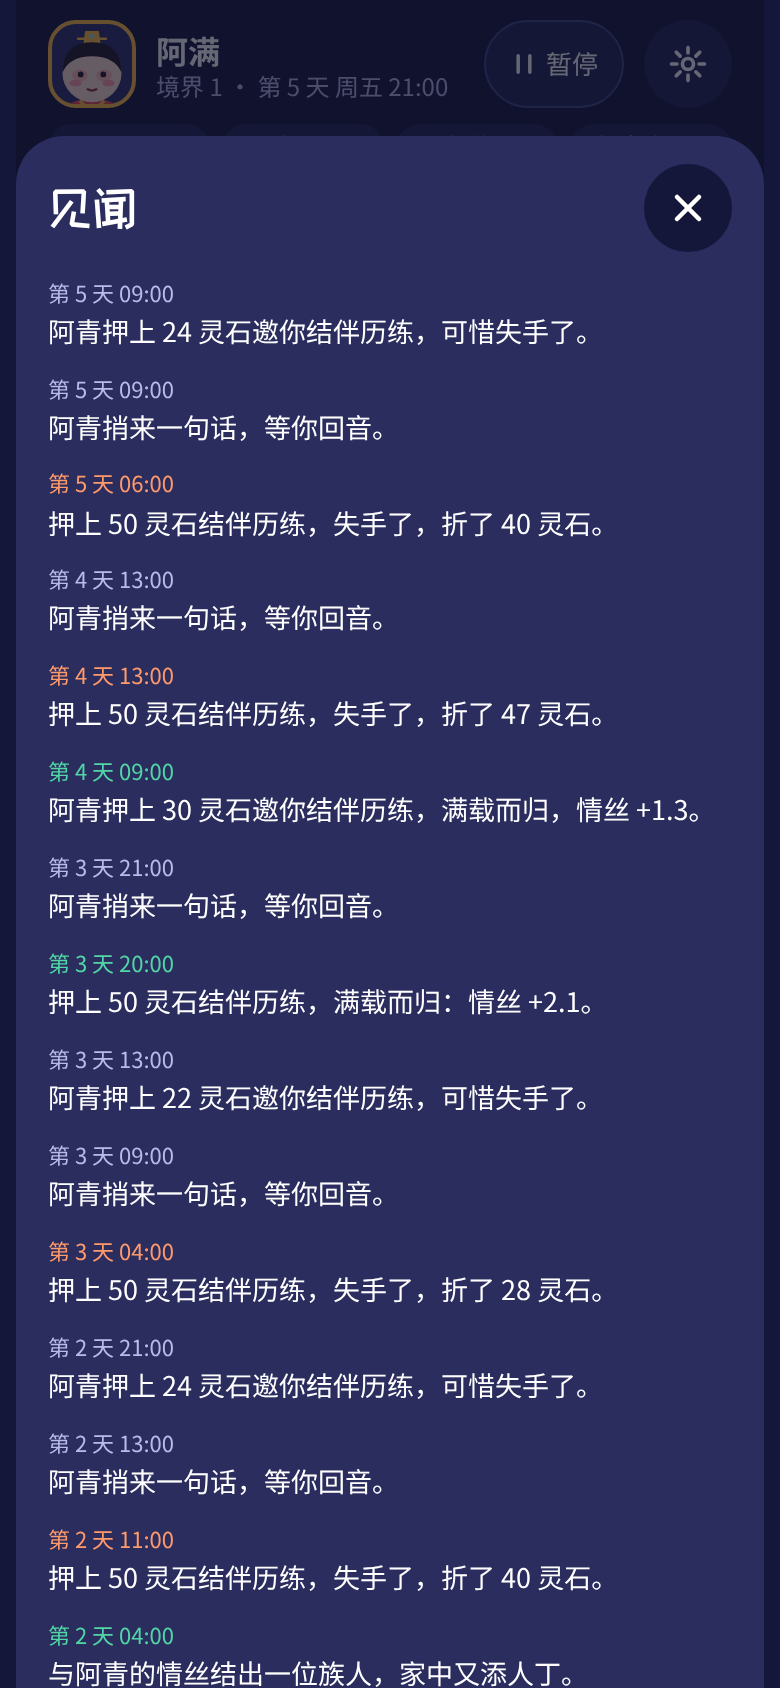 阿满
境界 1 · 第 5 天 周五 21:00
暂停
见闻
第 5 天 09:00
阿青押上 24 灵石邀你结伴历练，可惜失手了。
第 5 天 09:00
阿青捎来一句话，等你回音。
第 5 天 06:00
押上 50 灵石结伴历练，失手了，折了 40 灵石。
第 4 天 13:00
阿青捎来一句话，等你回音。
第 4 天 13:00
押上 50 灵石结伴历练，失手了，折了 47 灵石。
第 4 天 09:00
阿青押上 30 灵石邀你结伴历练，满载而归，情丝 +1.3。
第 3 天 21:00
阿青捎来一句话，等你回音。
第 3 天 20:00
押上 50 灵石结伴历练，满载而归：情丝 +2.1。
第 3 天 13:00
阿青押上 22 灵石邀你结伴历练，可惜失手了。
第 3 天 09:00
阿青捎来一句话，等你回音。
第 3 天 04:00
押上 50 灵石结伴历练，失手了，折了 28 灵石。
第 2 天 21:00
阿青押上 24 灵石邀你结伴历练，可惜失手了。
第 2 天 13:00
阿青捎来一句话，等你回音。
第 2 天 11:00
押上 50 灵石结伴历练，失手了，折了 40 灵石。
第 2 天 04:00
与阿青的情丝结出一位族人，家中又添人丁。